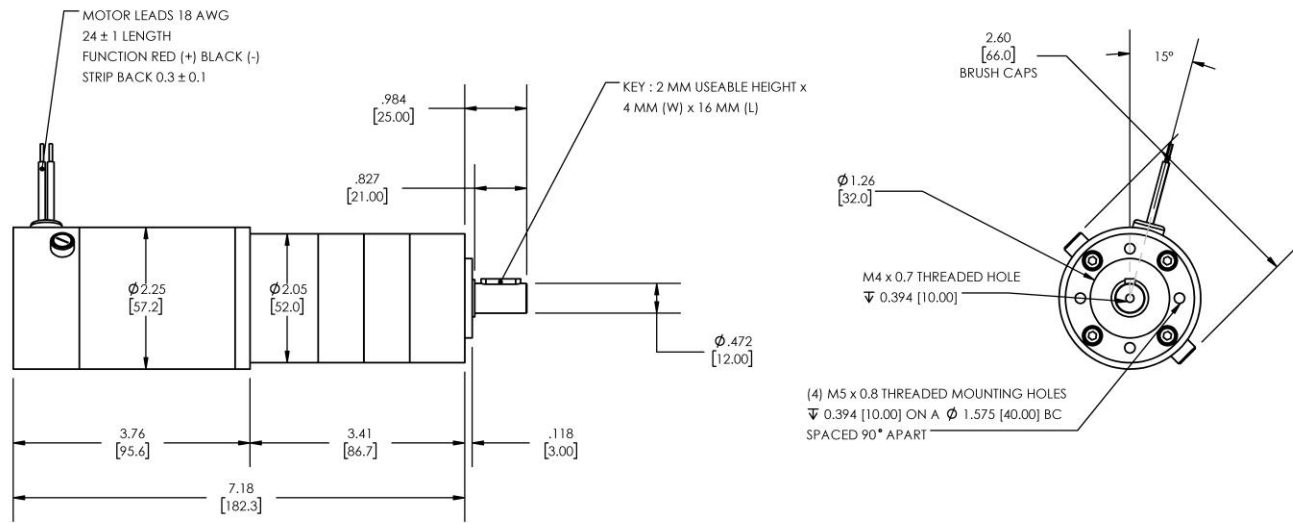 MOTOR LEADS 18 AWG
24 ± 1 LENGTH
FUNCTION RED (+) BLACK (-)
STRIP BACK 0.3 ± 0.1
.984
[25.00]
KEY : 2 MM USEABLE HEIGHT x
4 MM (W) x 16 MM (L)
.827
[21.00]
Ø2.25
[57.2]
Ø2.05
[52.0]
Ø.472
[12.00]
3.76
[95.6]
3.41
[86.7]
.118
[3.00]
7.18
[182.3]
2.60
[66.0]
BRUSH CAPS
15°
Ø1.26
[32.0]
M4 x 0.7 THREADED HOLE
↧ 0.394 [10.00]
(4) M5 x 0.8 THREADED MOUNTING HOLES
↧ 0.394 [10.00] ON A Ø 1.575 [40.00] BC
SPACED 90° APART